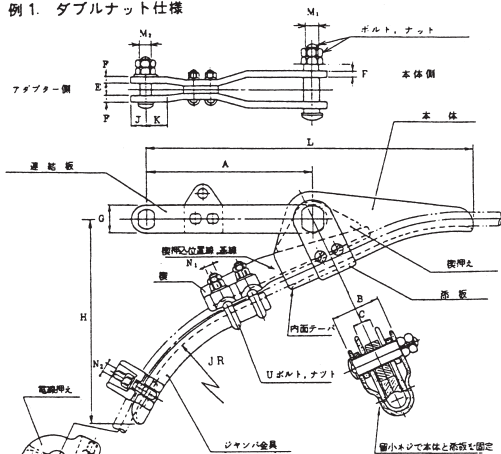 例 1. ダブルナット仕様
M₁
M₂
ボルト，ナット
F
E
F
F
アダプター側
本体側
J
K
L
本体
連結板
A
G
楔押込位置線，基線
N₁
楔押え
楔
添板
B
C
内面テーパ
H
JR
Uボルト，ナット
N₂
電線押え
ジャンパ金具
留小ネジで本体と添板を固定